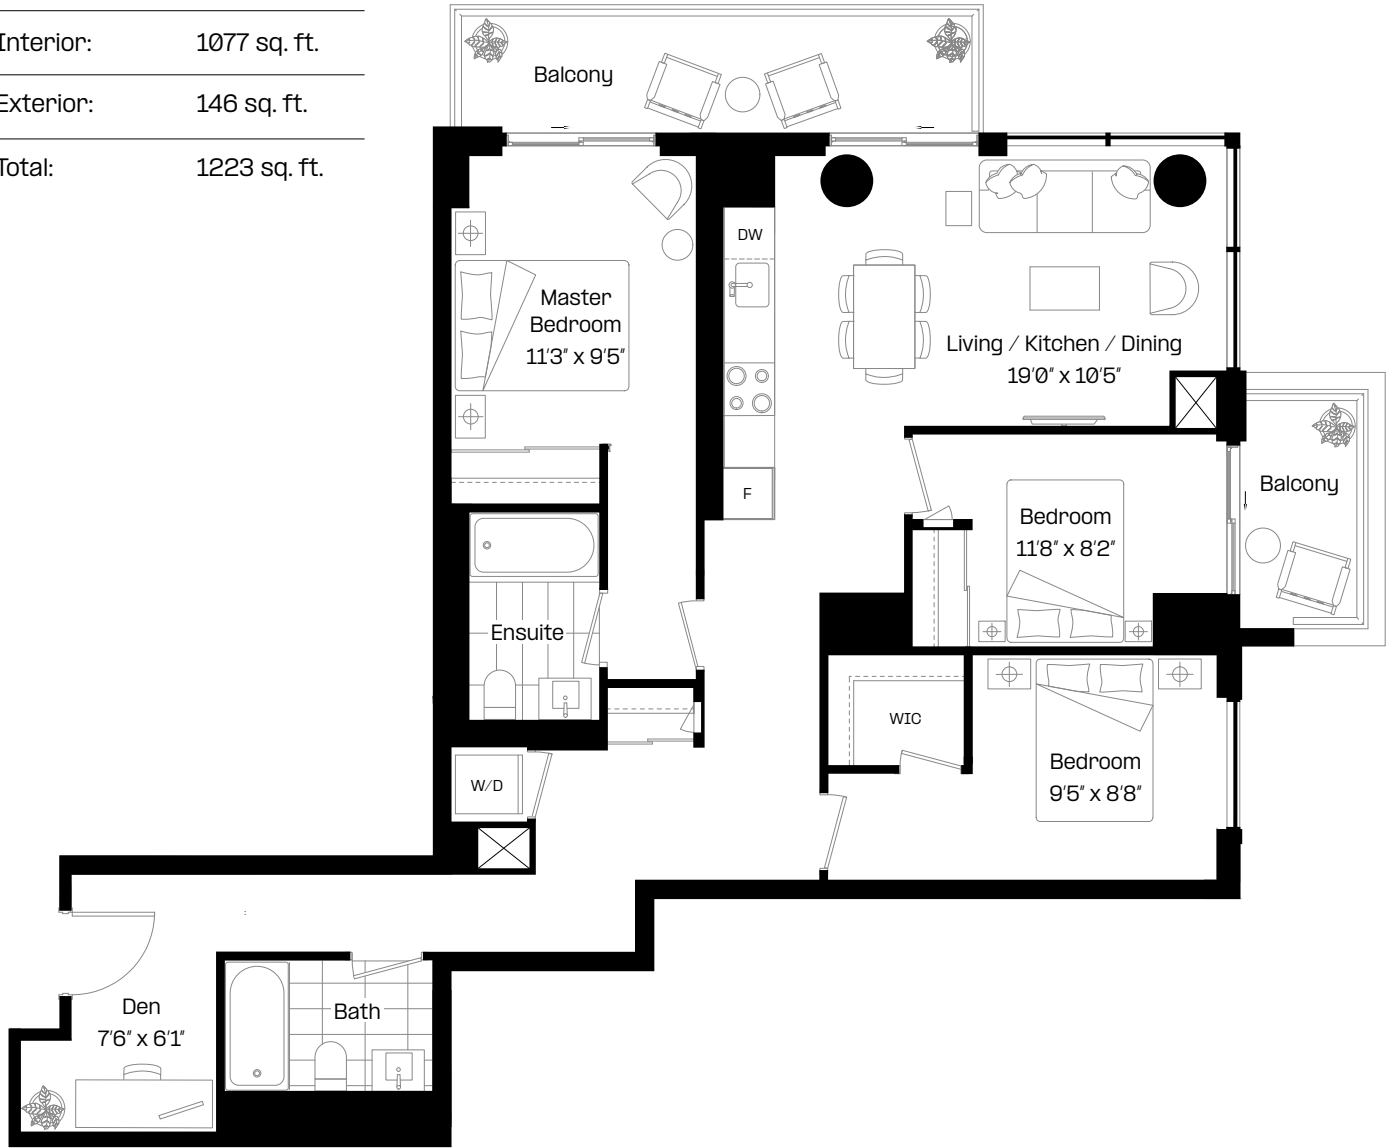 Interior: 1077 sq. ft.
Exterior: 146 sq. ft.
Total: 1223 sq. ft.
Balcony
DW
Master
Bedroom
11'3" x 9'5"
Living / Kitchen / Dining
19'0" x 10'5"
F
Balcony
Bedroom
11'8" x 8'2"
Ensuite
WIC
Bedroom
9'5" x 8'8"
W/D
Den
7'6" x 6'1"
Bath